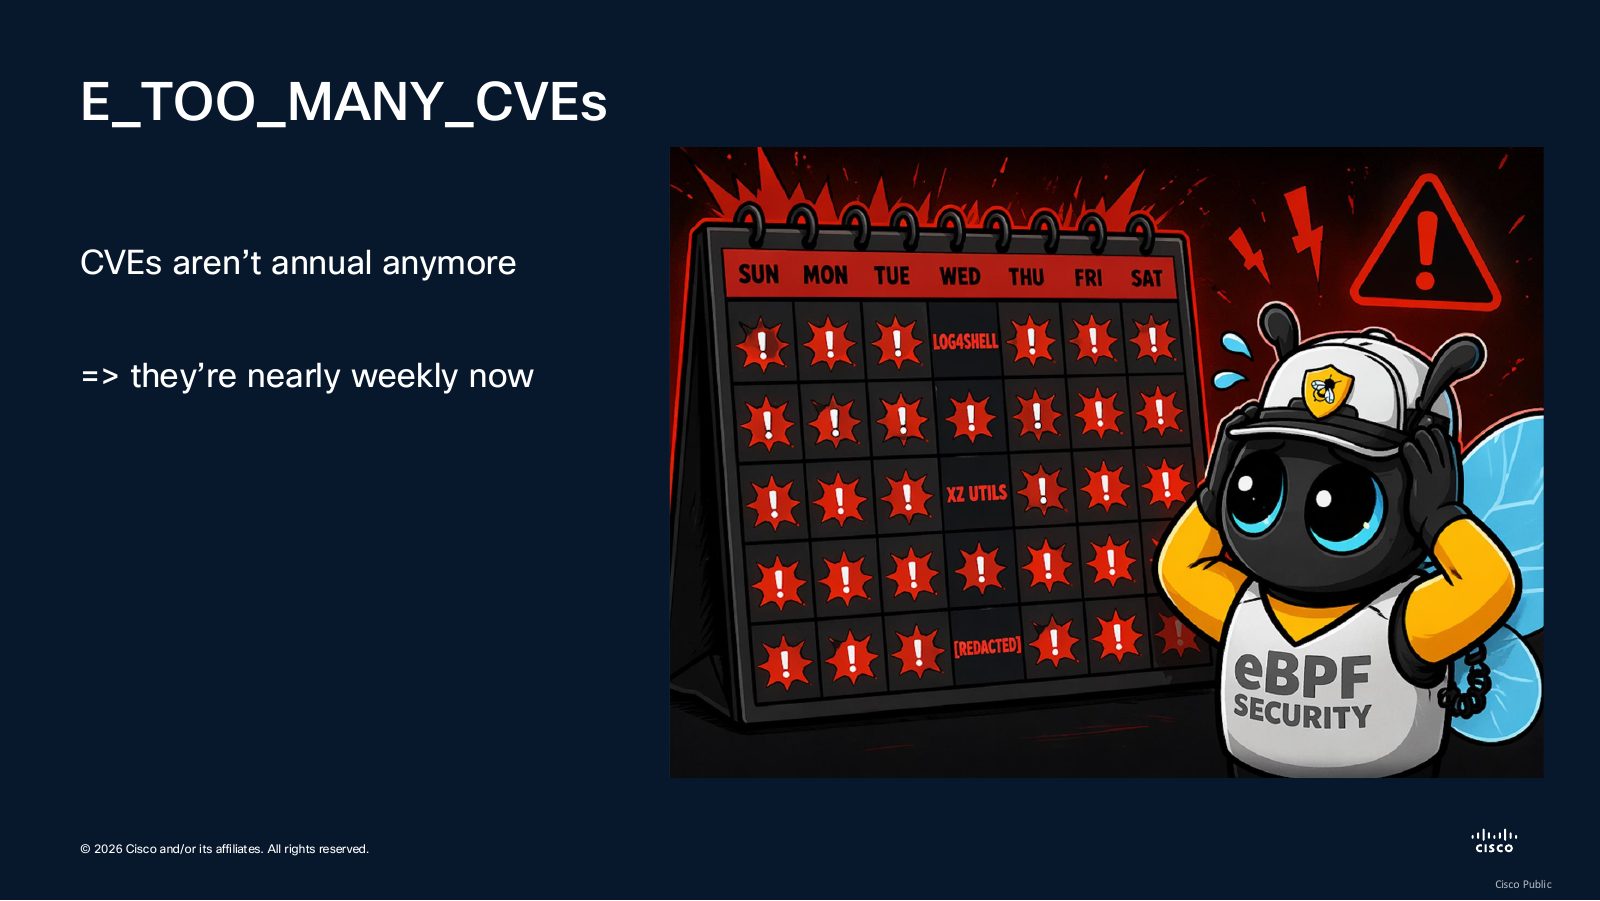 E_TOO_MANY_CVEs
CVEs aren’t annual anymore
=> they’re nearly weekly now
SUN MON TUE WED THU FRI SAT
! ! ! LOG4SHELL ! ! !
! ! ! ! ! ! !
! ! ! XZ UTILS ! ! !
! ! ! ! ! !
! ! ! [REDACTED] ! ! !
!
eBPF
SECURITY
© 2026 Cisco and/or its affiliates. All rights reserved.
CISCO
Cisco Public